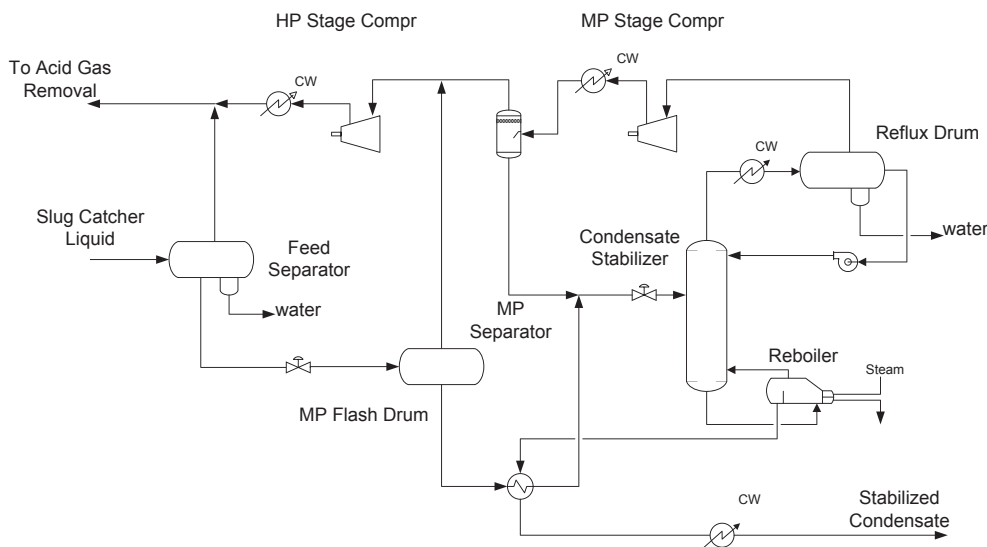 HP Stage Compr
MP Stage Compr
To Acid Gas
Removal
CW
CW
Reflux Drum
CW
Slug Catcher
Liquid
Feed
Separator
Condensate
Stabilizer
water
water
MP
Separator
Reboiler
Steam
MP Flash Drum
CW
Stabilized
Condensate